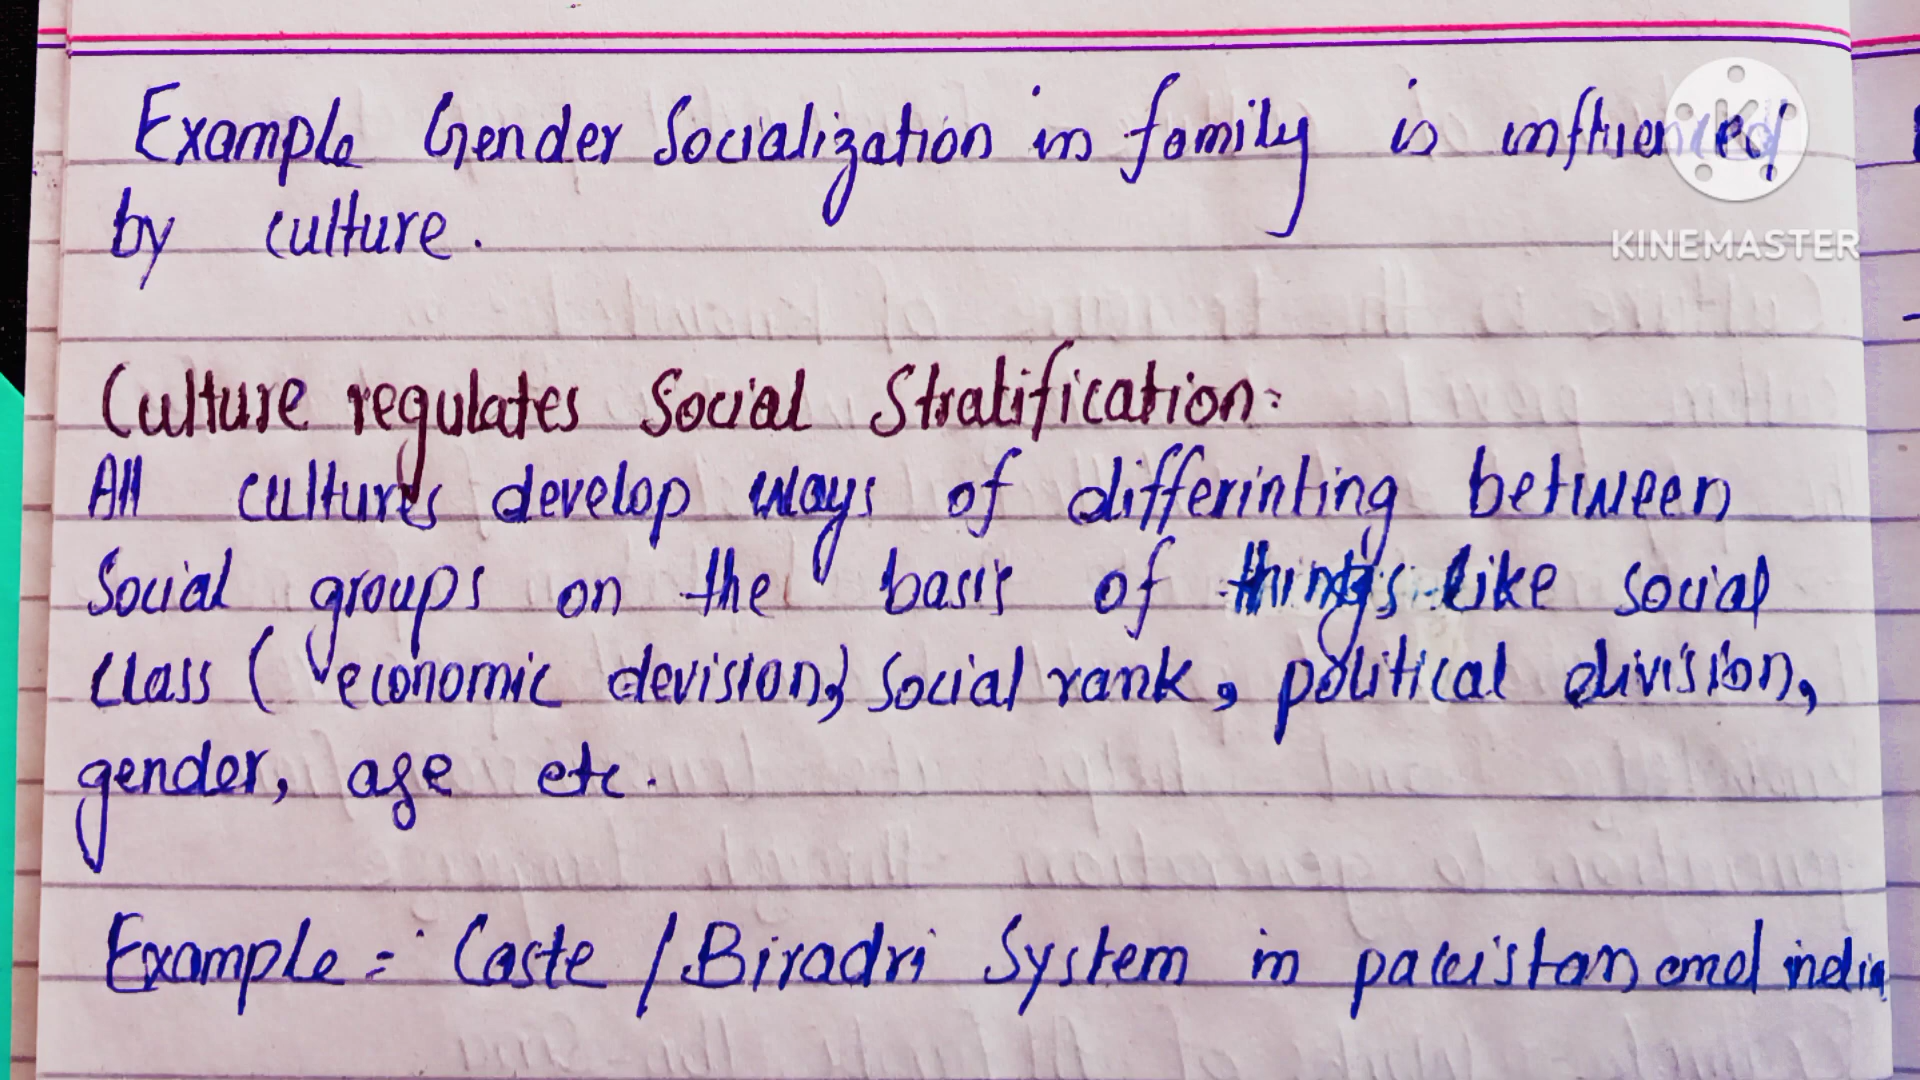 Example Gender Socialization in family is influenced
by culture.
KINEMASTER
Culture regulates Social Stratification:
All cultures develop ways of differinting between
Social groups on the basis of things like social
class ( economic devision) social rank, political division,
gender, age etc.
Example = Caste / Biradri System in pakistan and india